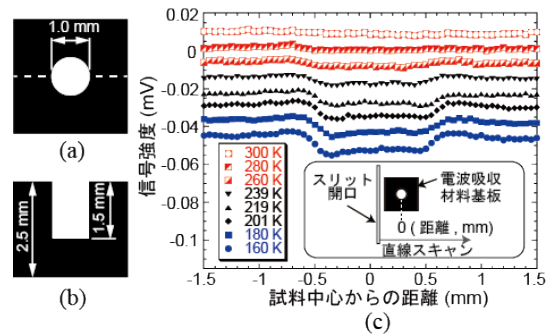 1.0 mm
(a)
2.5 mm
1.5 mm
(b)
信号強度 (mV)
0.02
0
-0.02
-0.04
-0.06
-0.08
-0.1
300 K
280 K
260 K
239 K
219 K
201 K
180 K
160 K
スリット
開口
電波吸収
材料基板
0 (距離, mm)
直線スキャン
-1.5
-1
-0.5
0
0.5
1
1.5
試料中心からの距離 (mm)
(c)